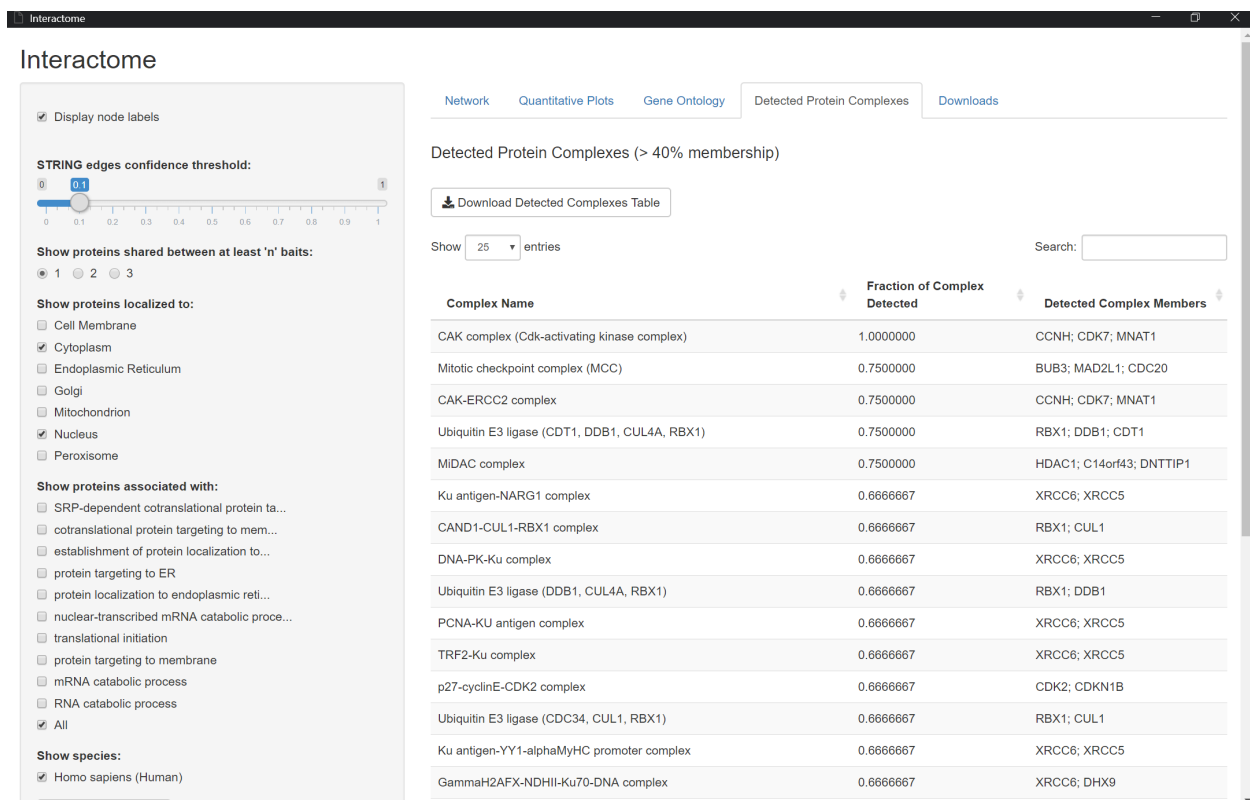 Interactome
Interactome
Display node labels
STRING edges confidence threshold:
0 0.1 1
0 0.1 0.2 0.3 0.4 0.5 0.6 0.7 0.8 0.9 1
Show proteins shared between at least 'n' baits:
1 2 3
Show proteins localized to:
Cell Membrane
Cytoplasm
Endoplasmic Reticulum
Golgi
Mitochondrion
Nucleus
Peroxisome
Show proteins associated with:
SRP-dependent cotranslational protein ta...
cotranslational protein targeting to mem...
establishment of protein localization to...
protein targeting to ER
protein localization to endoplasmic reti...
nuclear-transcribed mRNA catabolic proce...
translational initiation
protein targeting to membrane
mRNA catabolic process
RNA catabolic process
All
Show species:
Homo sapiens (Human)
Network Quantitative Plots Gene Ontology Detected Protein Complexes Downloads
Detected Protein Complexes (> 40% membership)
Download Detected Complexes Table
Show 25 entries Search:
Complex Name Fraction of Complex Detected Detected Complex Members
CAK complex (Cdk-activating kinase complex) 1.0000000 CCNH; CDK7; MNAT1
Mitotic checkpoint complex (MCC) 0.7500000 BUB3; MAD2L1; CDC20
CAK-ERCC2 complex 0.7500000 CCNH; CDK7; MNAT1
Ubiquitin E3 ligase (CDT1, DDB1, CUL4A, RBX1) 0.7500000 RBX1; DDB1; CDT1
MiDAC complex 0.7500000 HDAC1; C14orf43; DNTTIP1
Ku antigen-NARG1 complex 0.6666667 XRCC6; XRCC5
CAND1-CUL1-RBX1 complex 0.6666667 RBX1; CUL1
DNA-PK-Ku complex 0.6666667 XRCC6; XRCC5
Ubiquitin E3 ligase (DDB1, CUL4A, RBX1) 0.6666667 RBX1; DDB1
PCNA-KU antigen complex 0.6666667 XRCC6; XRCC5
TRF2-Ku complex 0.6666667 XRCC6; XRCC5
p27-cyclinE-CDK2 complex 0.6666667 CDK2; CDKN1B
Ubiquitin E3 ligase (CDC34, CUL1, RBX1) 0.6666667 RBX1; CUL1
Ku antigen-YY1-alphaMyHC promoter complex 0.6666667 XRCC6; XRCC5
GammaH2AFX-NDHII-Ku70-DNA complex 0.6666667 XRCC6; DHX9